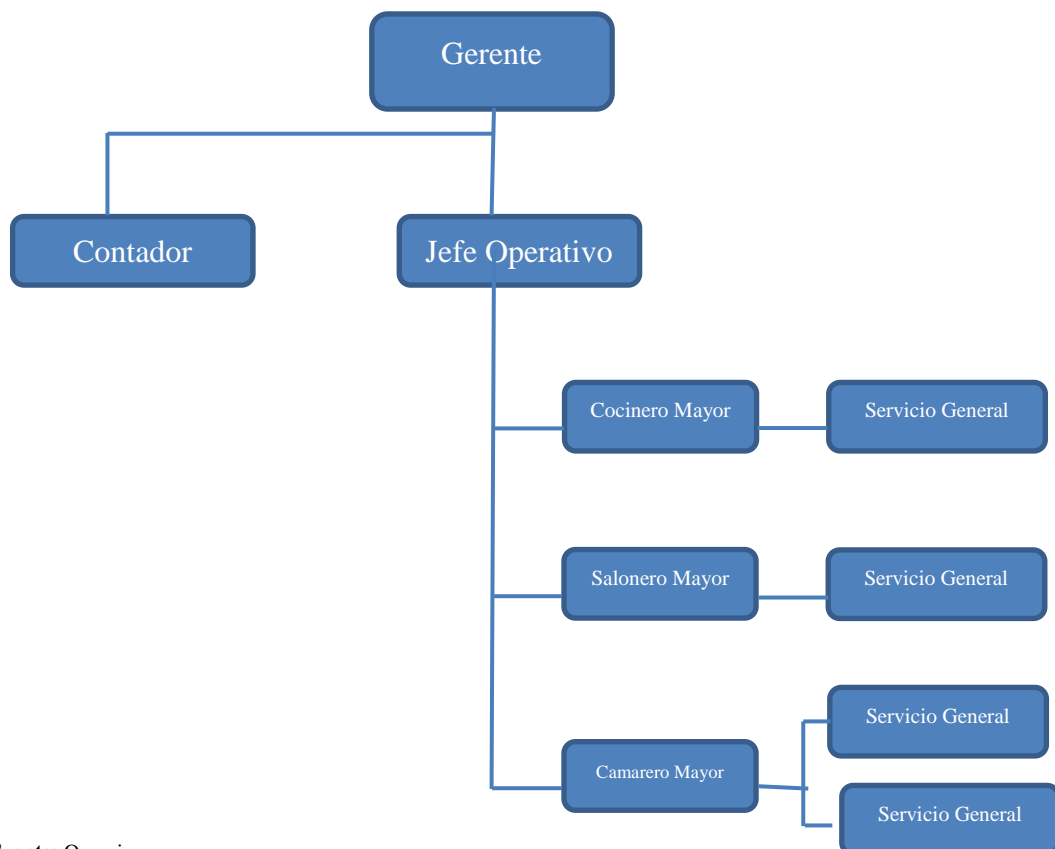 Gerente
Contador
Jefe Operativo
Cocinero Mayor
Servicio General
Salonero Mayor
Servicio General
Servicio General
Camarero Mayor
Servicio General